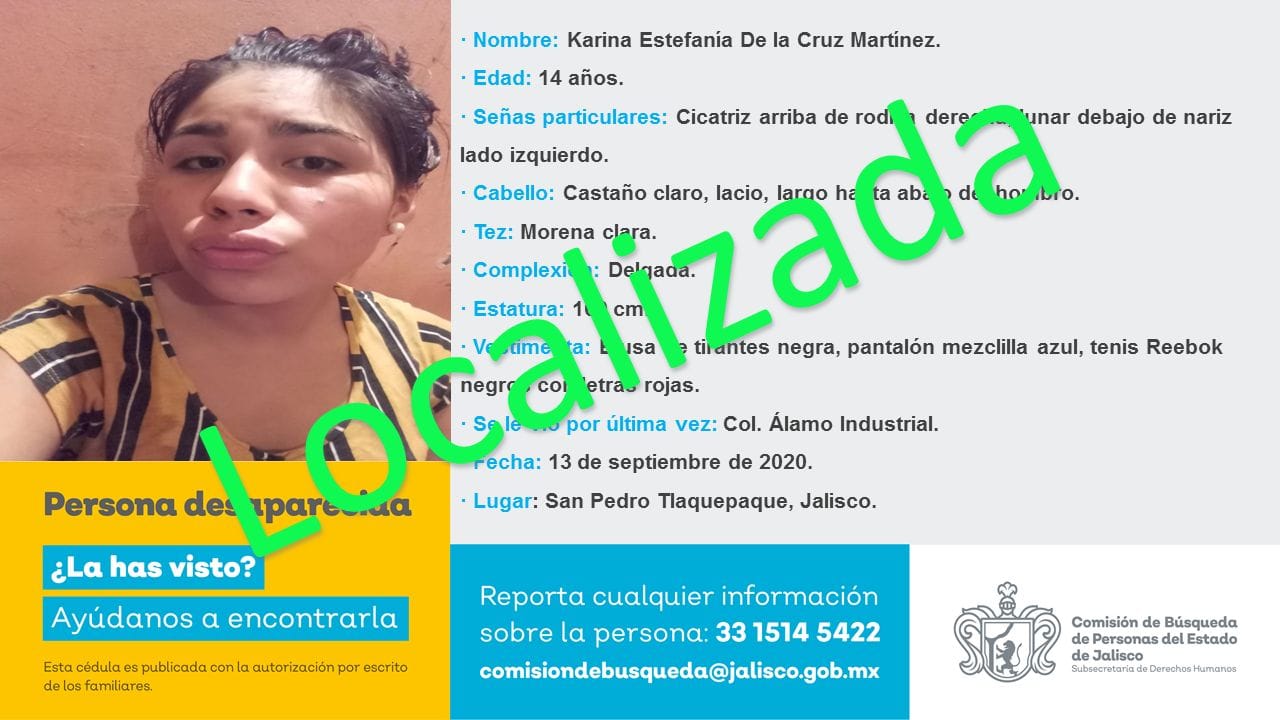 · Nombre: Karina Estefanía De la Cruz Martínez.
· Edad: 14 años.
· Señas particulares: Cicatriz arriba de rodilla derecha, lunar debajo de nariz
lado izquierdo.
· Cabello: Castaño claro, lacio, largo hasta abajo de hombro.
· Tez: Morena clara.
· Complexión: Delgada.
· Estatura: cm.
· Vestimenta: Blusa de tirantes negra, pantalón mezclilla azul, tenis Reebok
negros con letras rojas.
· Se le vio por última vez: Col. Álamo Industrial.
· Fecha: 13 de septiembre de 2020.
· Lugar: San Pedro Tlaquepaque, Jalisco.
Localizada
Persona desaparecida
¿La has visto?
Ayúdanos a encontrarla
Esta cédula es publicada con la autorización por escrito
de los familiares.
Reporta cualquier información
sobre la persona: 33 1514 5422
comisiondebusqueda@jalisco.gob.mx
Comisión de Búsqueda
de Personas del Estado
de Jalisco
Subsecretaría de Derechos Humanos